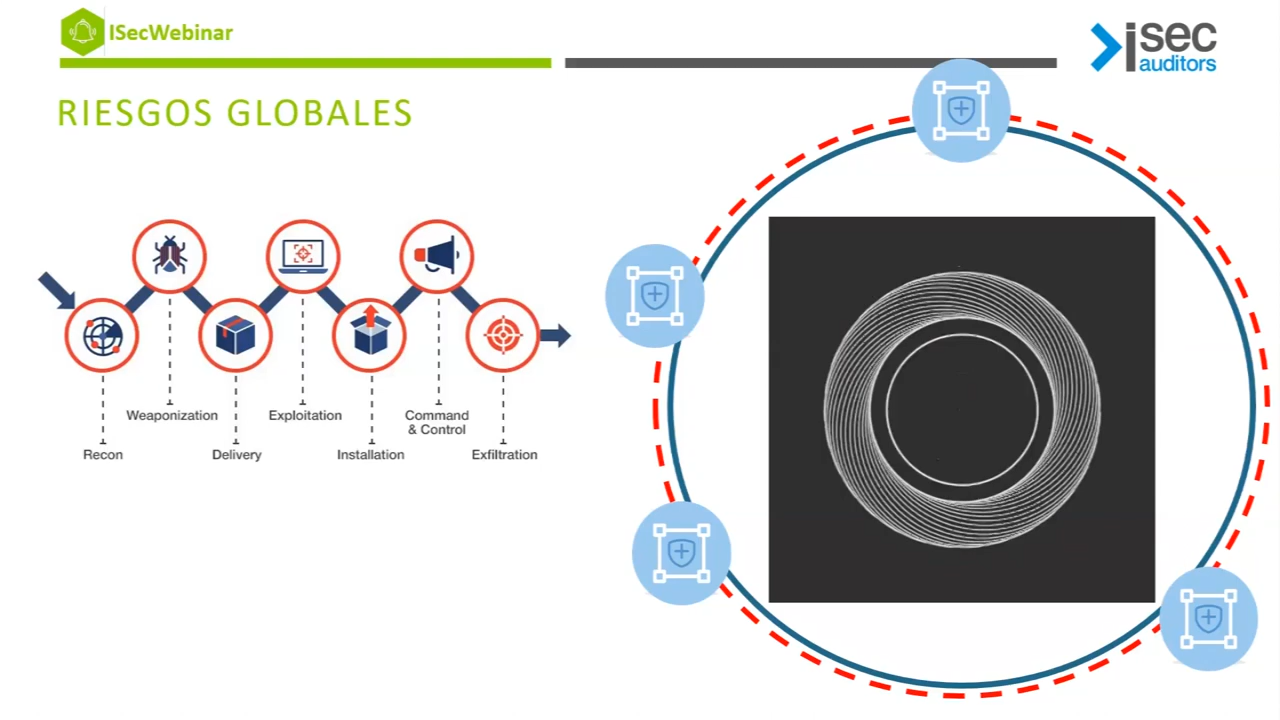 ISecWebinar
isec
auditors
RIESGOS GLOBALES
Weaponization
Exploitation
Command
& Control
Recon
Delivery
Installation
Exfiltration